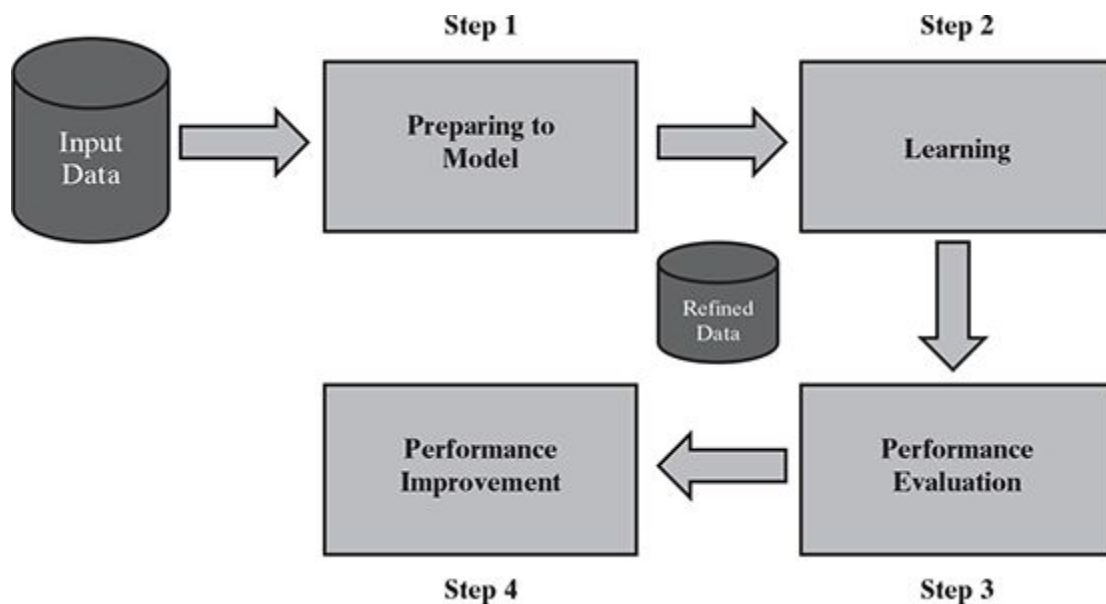 Step 1
Step 2
Input
Data
Preparing to
Model
Learning
Refined
Data
Performance
Improvement
Performance
Evaluation
Step 4
Step 3